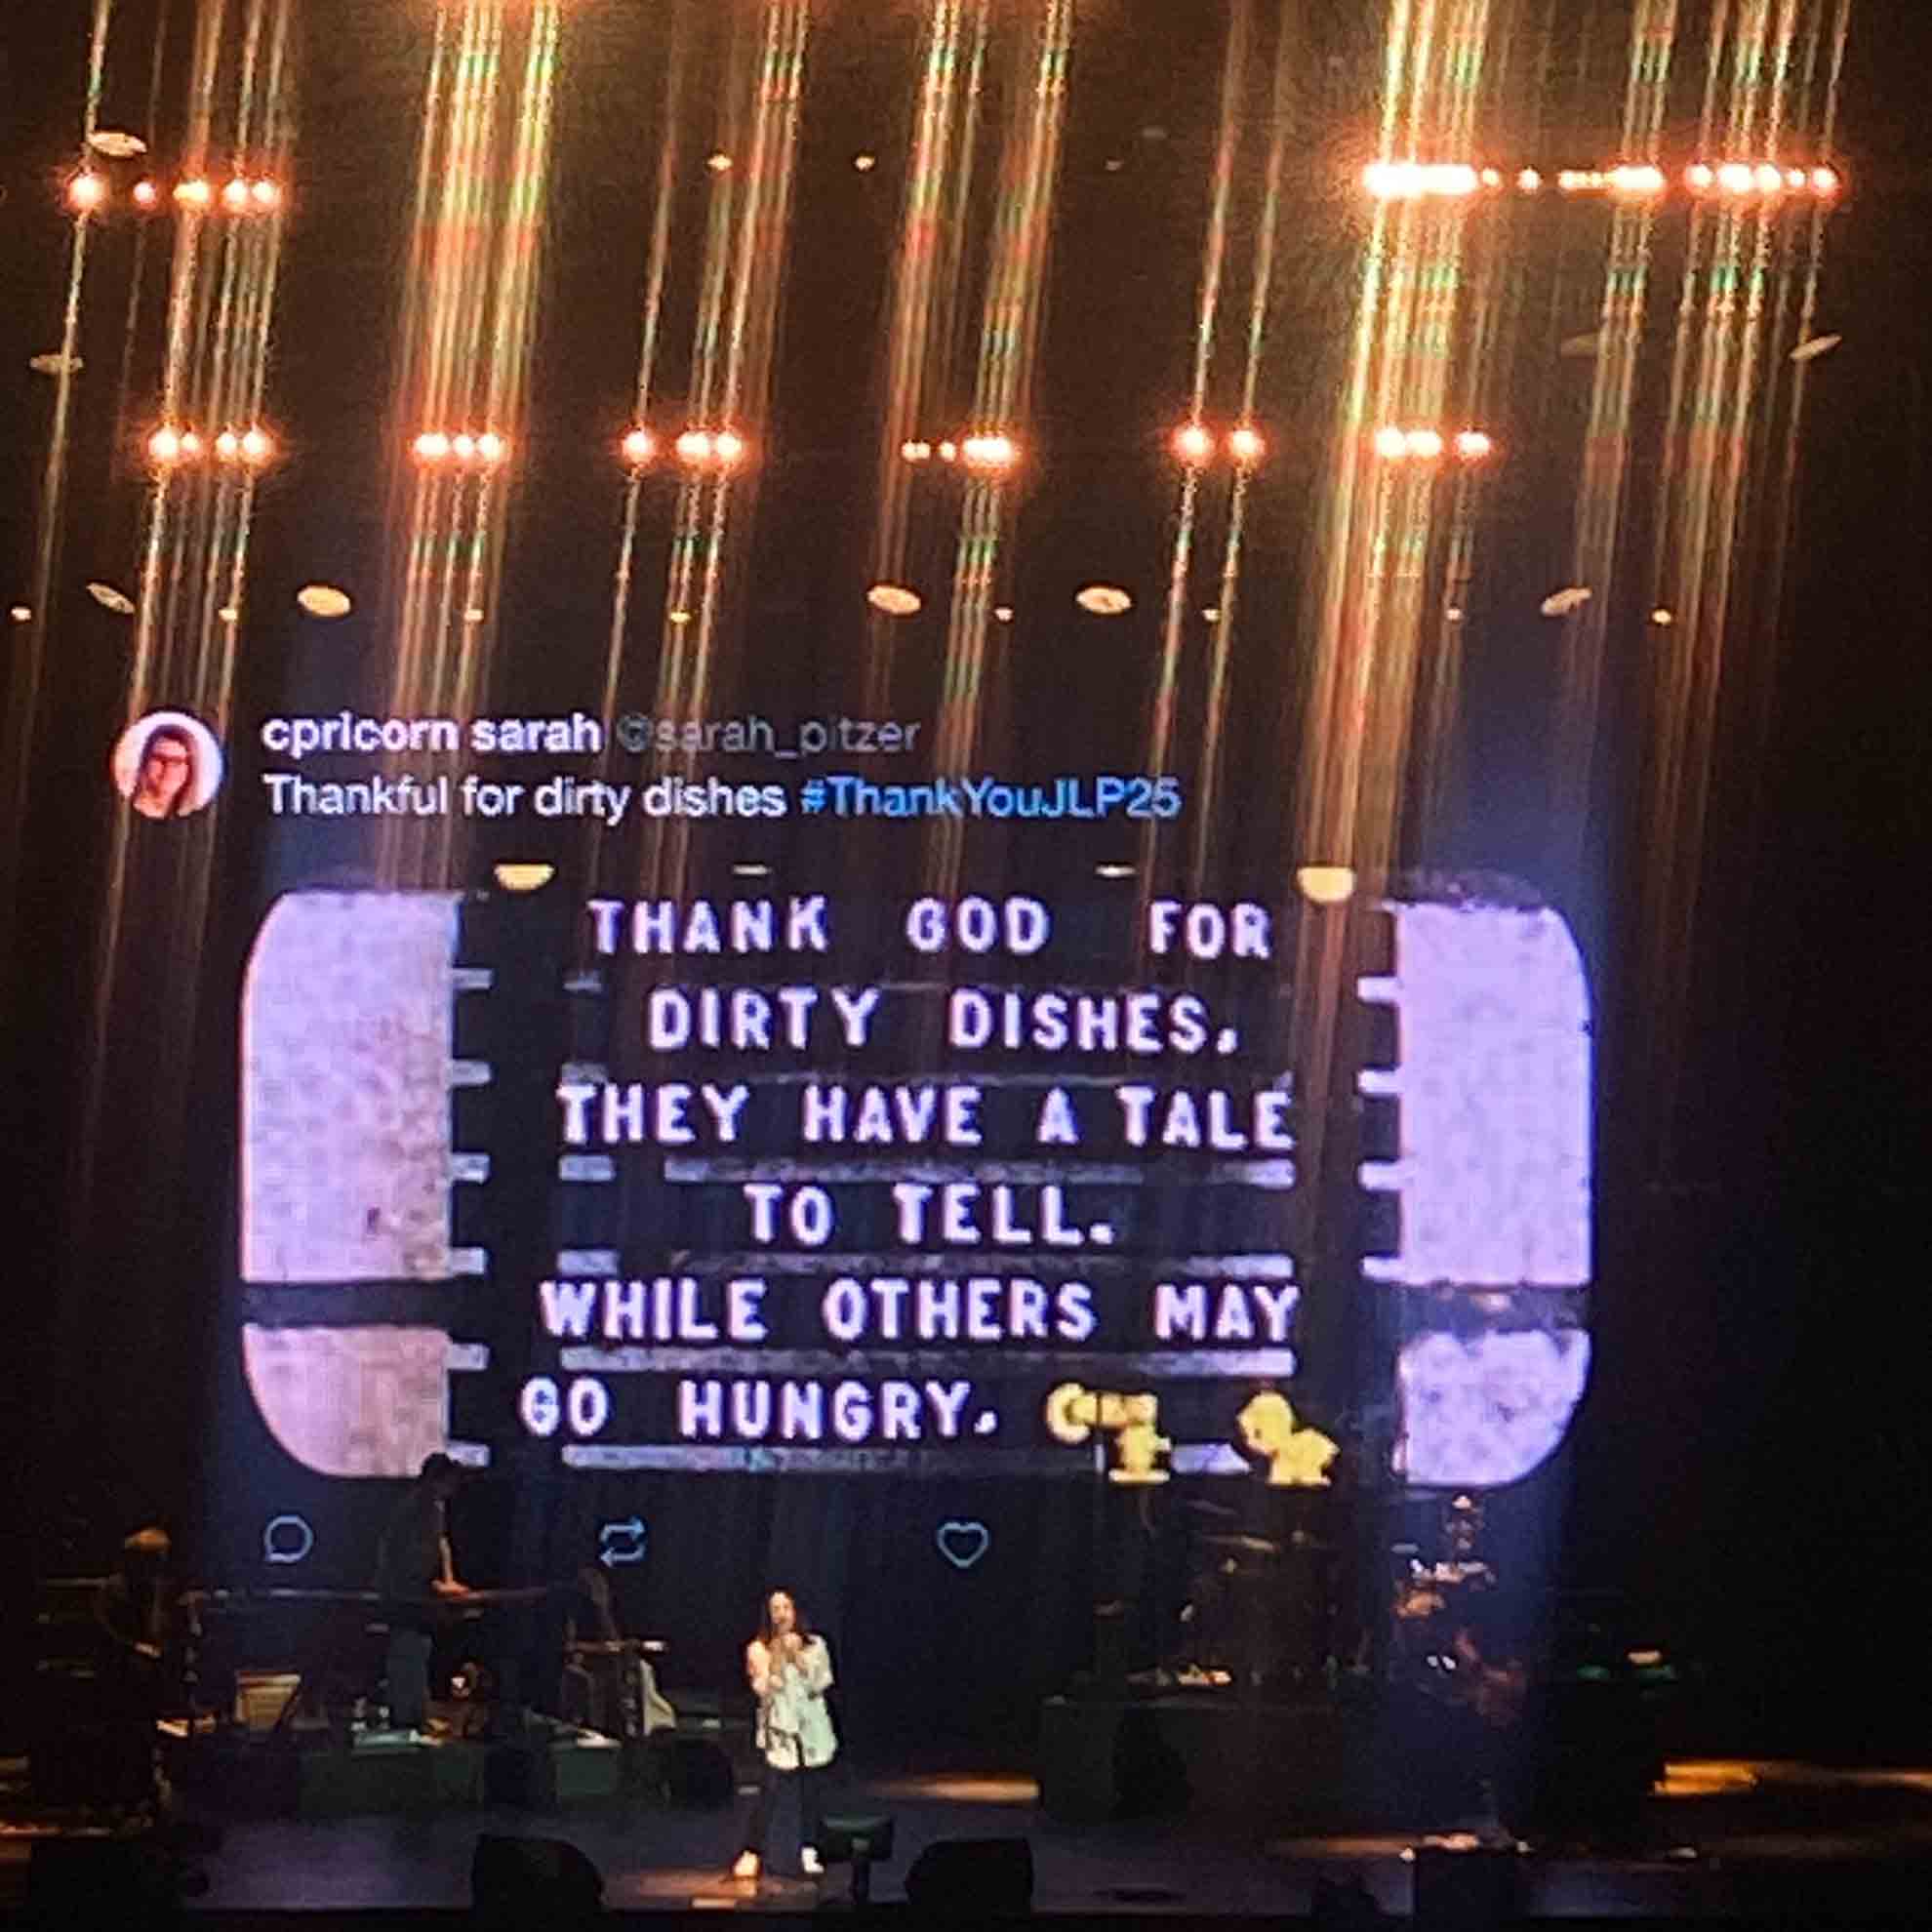 cpricorn sarah @sarah_pitzer
Thankful for dirty dishes #ThankYouJLP25
THANK GOD FOR
DIRTY DISHES,
THEY HAVE A TALE
TO TELL.
WHILE OTHERS MAY
GO HUNGRY.